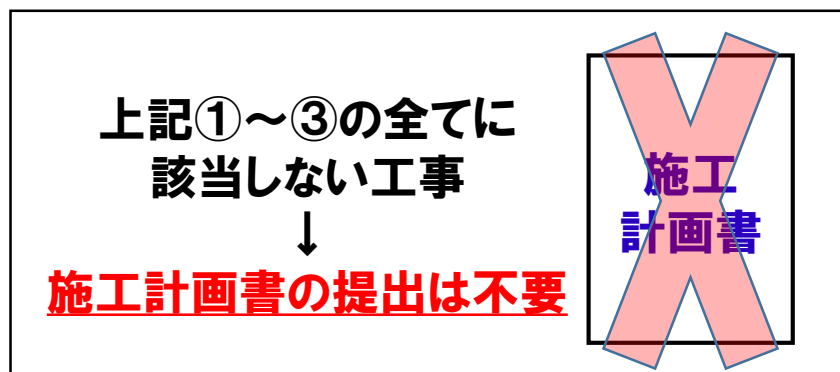 上記①～③の全てに
該当しない工事
↓
施工計画書の提出は不要
施工
計画書